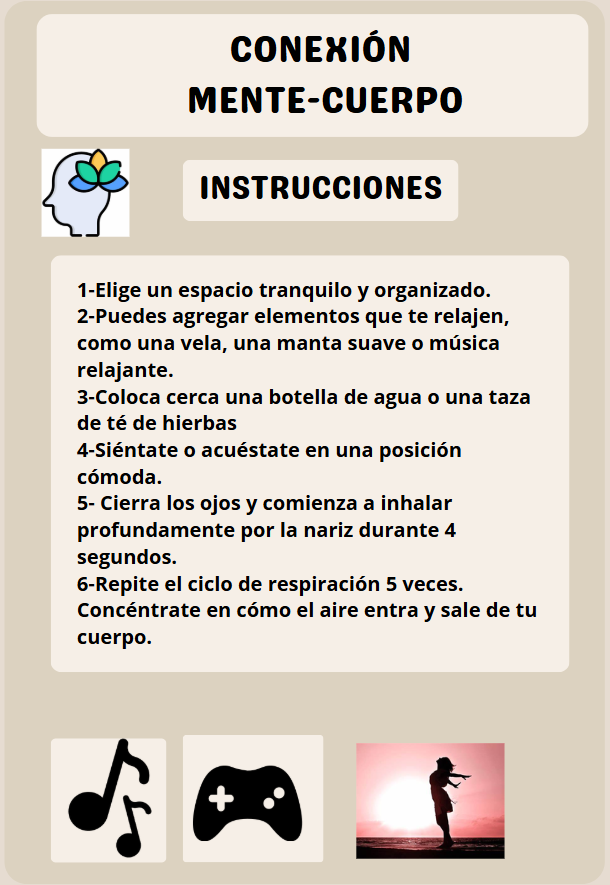 CONEXIÓN
MENTE-CUERPO
INSTRUCCIONES
1-Elige un espacio tranquilo y organizado.
2-Puedes agregar elementos que te relajen,
como una vela, una manta suave o música
relajante.
3-Coloca cerca una botella de agua o una taza
de té de hierbas
4-Siéntate o acuéstate en una posición
cómoda.
5- Cierra los ojos y comienza a inhalar
profundamente por la nariz durante 4
segundos.
6-Repite el ciclo de respiración 5 veces.
Concéntrate en cómo el aire entra y sale de tu
cuerpo.